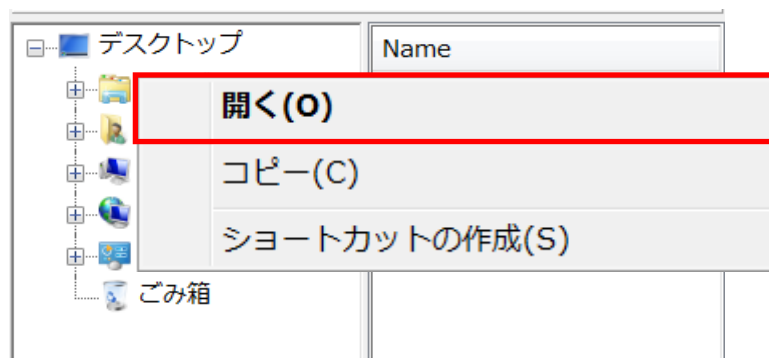 デスクトップ
Name
開く(O)
コピー(C)
ショートカットの作成(S)
ごみ箱